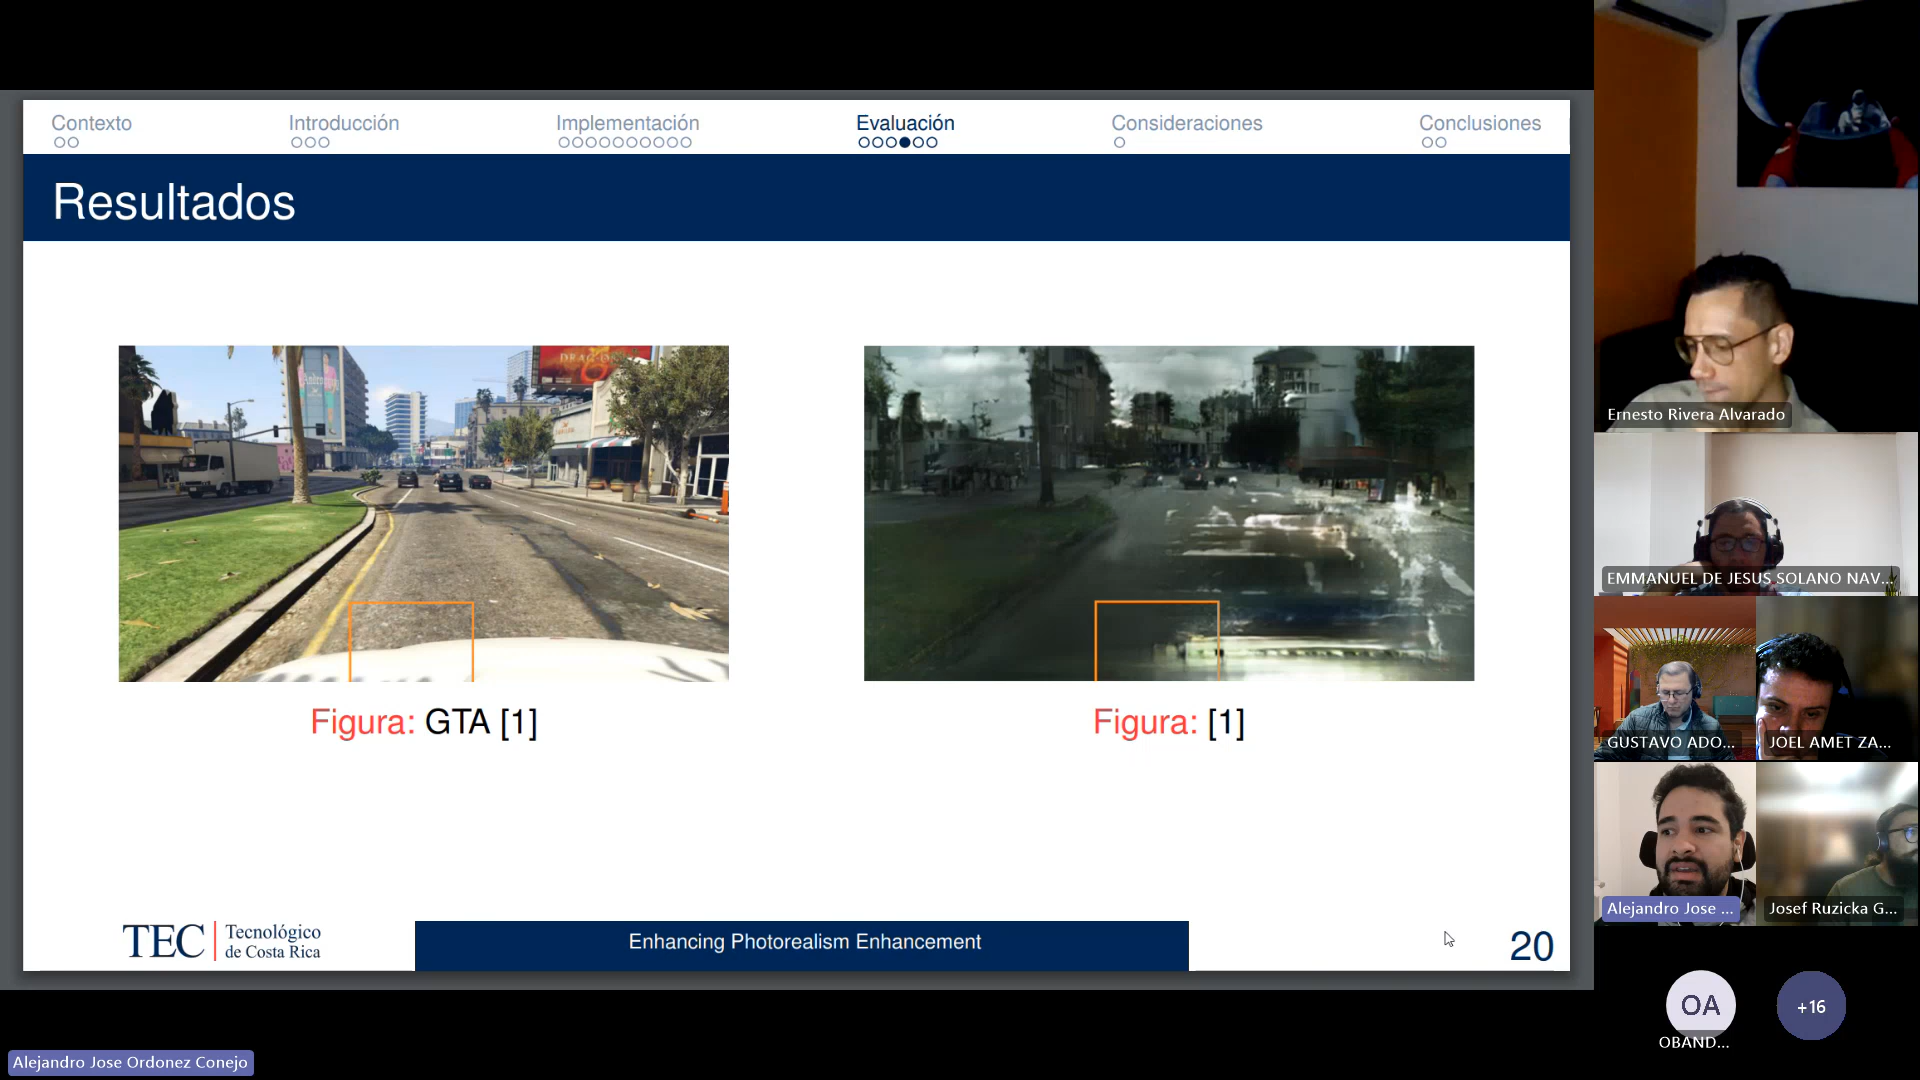 Contexto
Introducción
Implementación
Evaluación
Consideraciones
Conclusiones
Resultados
Figura: GTA [1]
Figura: [1]
TEC
Tecnológico
de Costa Rica
Enhancing Photorealism Enhancement
20
Ernesto Rivera Alvarado
EMMANUEL DE JESUS SOLANO NAV...
GUSTAVO ADO...
JOEL AMET ZA...
Alejandro Jose ...
Josef Ruzicka G...
OA
+16
OBAND...
Alejandro Jose Ordonez Conejo